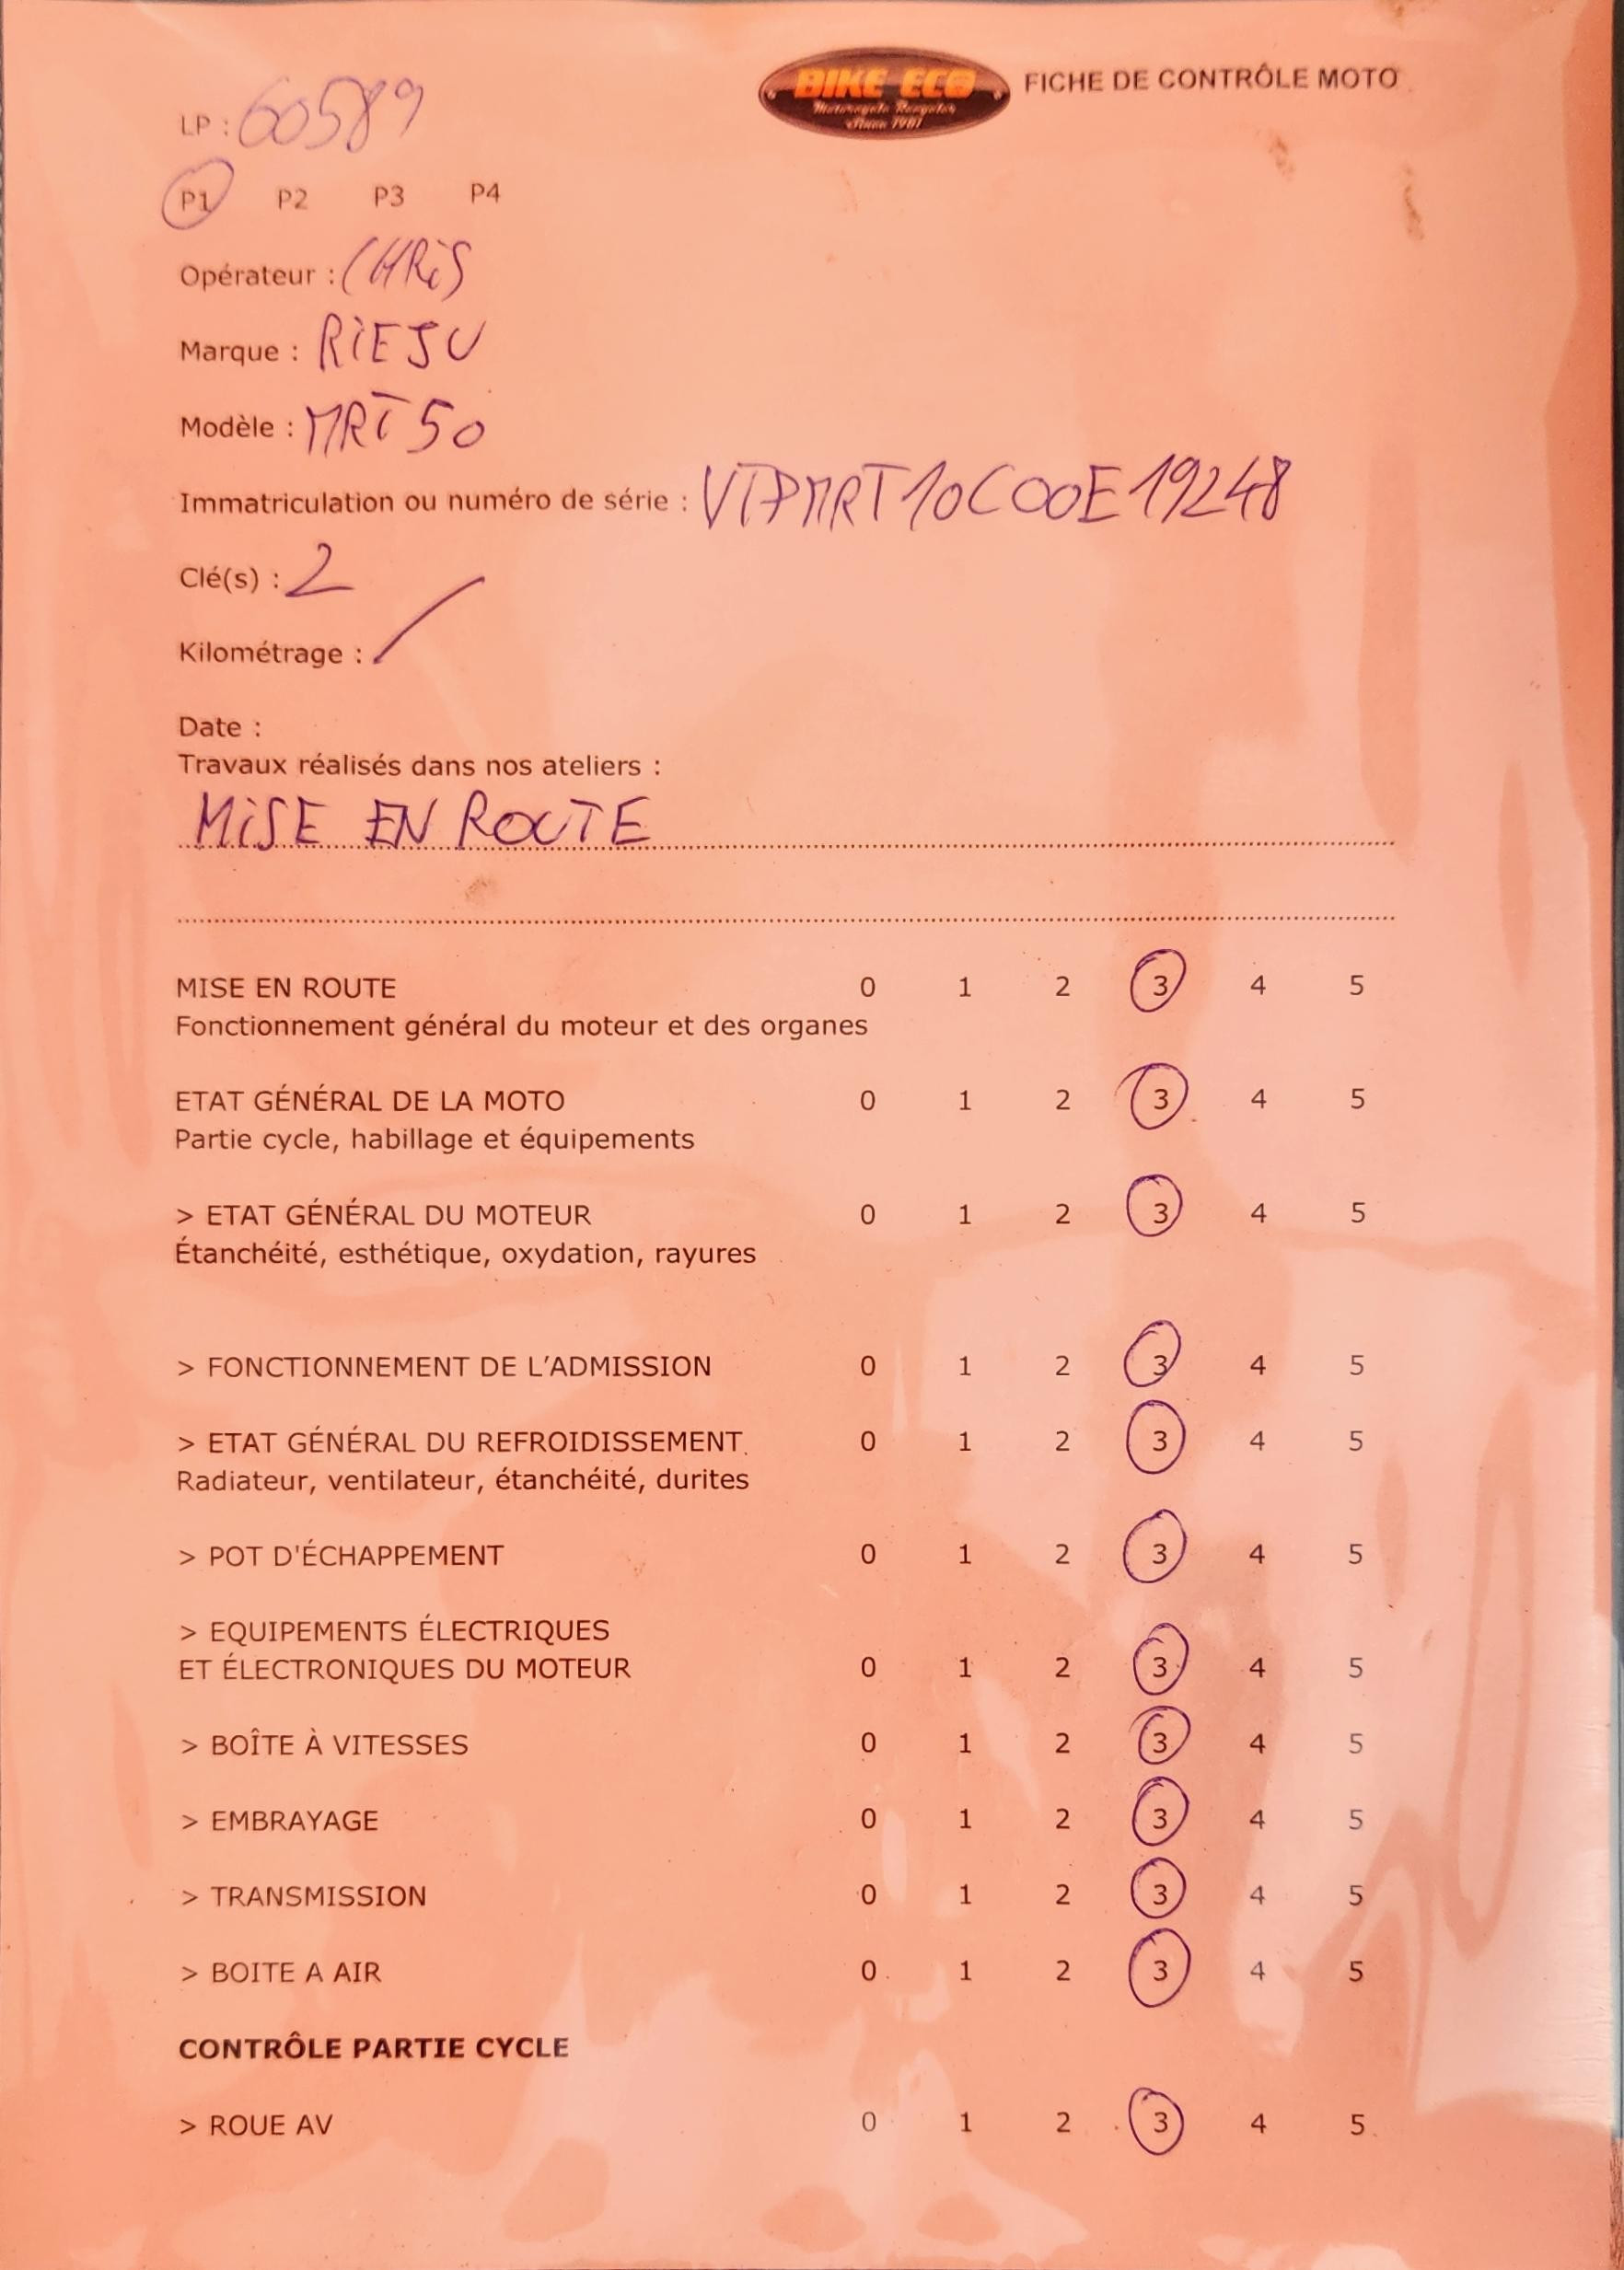 BIKE ECO
Motorcycle Recycler
Since 1981
FICHE DE CONTRÔLE MOTO
LP : 60589
P1 P2 P3 P4
Opérateur : CHRiS
Marque : RiEJU
Modèle : MRT 50
Immatriculation ou numéro de série : VTPMRT10C00E19248
Clé(s) : 2
Kilométrage : /
Date :
Travaux réalisés dans nos ateliers :
MiSE EN ROUTE
MISE EN ROUTE 0 1 2 3 4 5
Fonctionnement général du moteur et des organes
ETAT GÉNÉRAL DE LA MOTO 0 1 2 3 4 5
Partie cycle, habillage et équipements
> ETAT GÉNÉRAL DU MOTEUR 0 1 2 3 4 5
Étanchéité, esthétique, oxydation, rayures
> FONCTIONNEMENT DE L'ADMISSION 0 1 2 3 4 5
> ETAT GÉNÉRAL DU REFROIDISSEMENT 0 1 2 3 4 5
Radiateur, ventilateur, étanchéité, durites
> POT D'ÉCHAPPEMENT 0 1 2 3 4 5
> EQUIPEMENTS ÉLECTRIQUES
ET ÉLECTRONIQUES DU MOTEUR 0 1 2 3 4 5
> BOÎTE À VITESSES 0 1 2 3 4 5
> EMBRAYAGE 0 1 2 3 4 5
> TRANSMISSION 0 1 2 3 4 5
> BOITE A AIR 0 1 2 3 4 5
CONTRÔLE PARTIE CYCLE
> ROUE AV 0 1 2 3 4 5